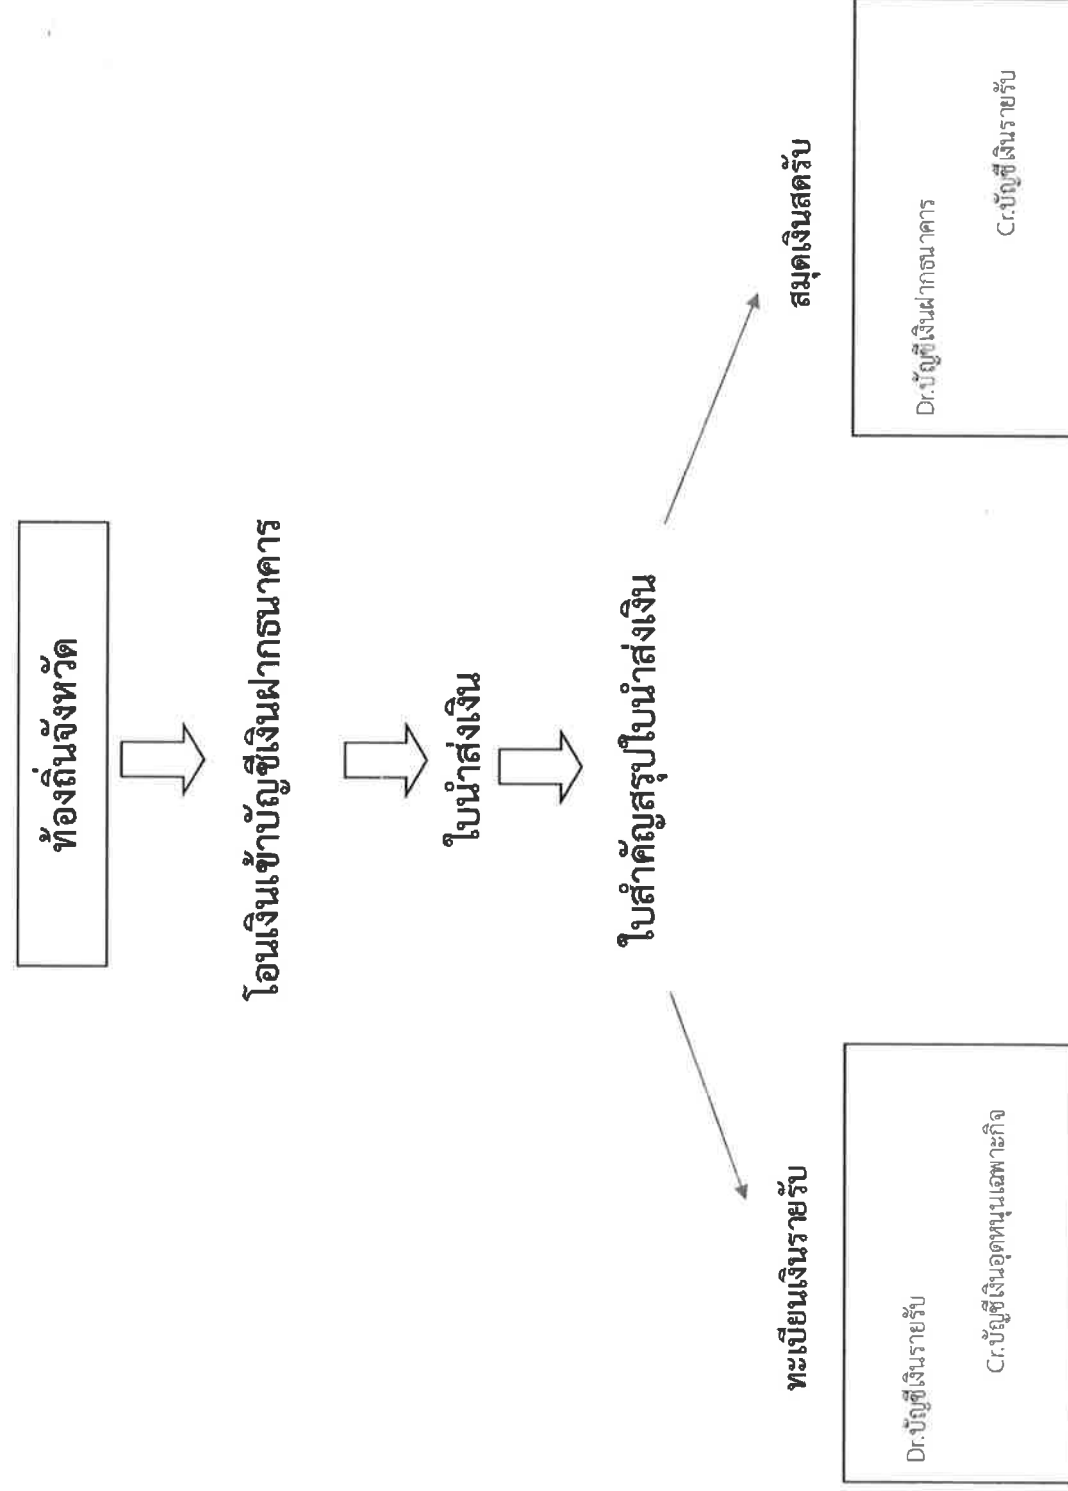 ท้องถิ่นจังหวัด
โอนเงินเข้าบัญชีเงินฝากธนาคาร
ใบนำส่งเงิน
ใบสำคัญสรุปใบนำส่งเงิน
ทะเบียนเงินรายรับ
Dr.บัญชีเงินรายรับ
Cr.บัญชีเงินอุดหนุนเฉพาะกิจ
สมุดเงินสดรับ
Dr.บัญชีเงินฝากธนาคาร
Cr.บัญชีเงินรายรับ